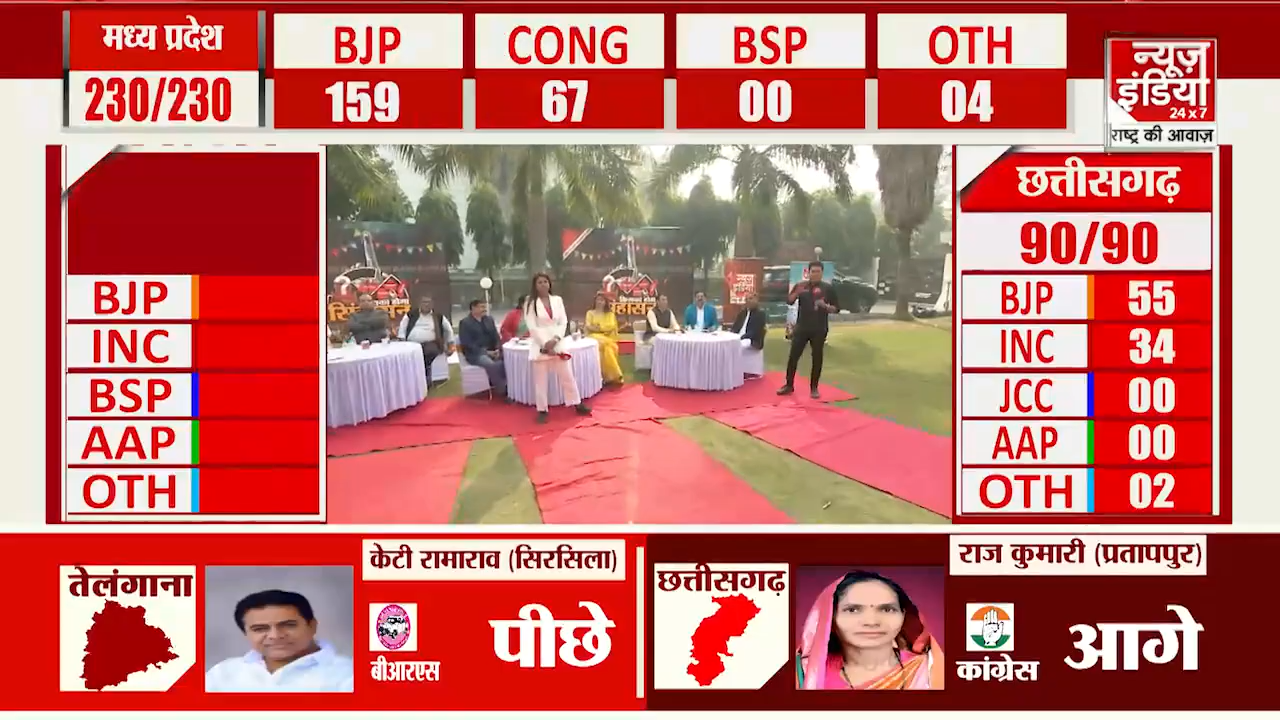 मध्य प्रदेश
230/230
BJP
159
CONG
67
BSP
00
OTH
04
न्यूज़
इंडिया
24x7
राष्ट्र की आवाज़
BJP
INC
BSP
AAP
OTH
छत्तीसगढ़
90/90
BJP 55
INC 34
JCC 00
AAP 00
OTH 02
तेलंगाना
केटी रामाराव (सिरसिला)
बीआरएस
पीछे
छत्तीसगढ़
राज कुमारी (प्रतापपुर)
कांग्रेस
आगे